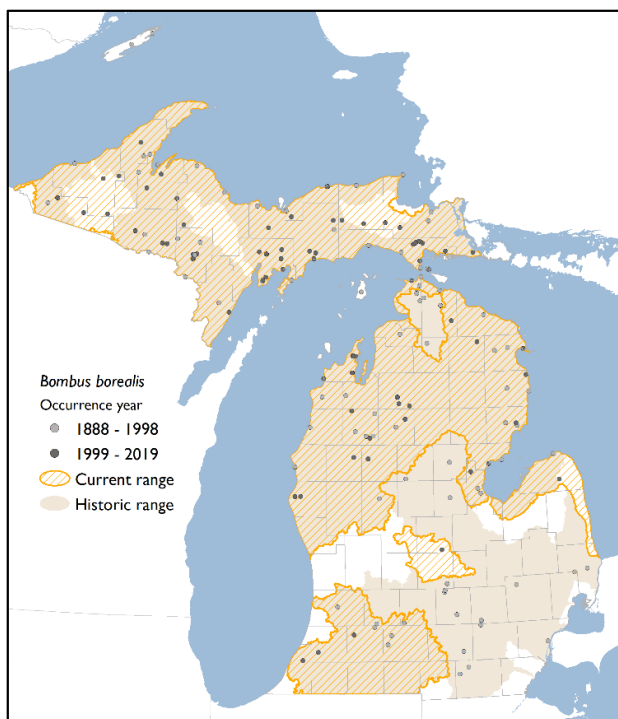 Bombus borealis
Occurrence year
1888 - 1998
1999 - 2019
Current range
Historic range